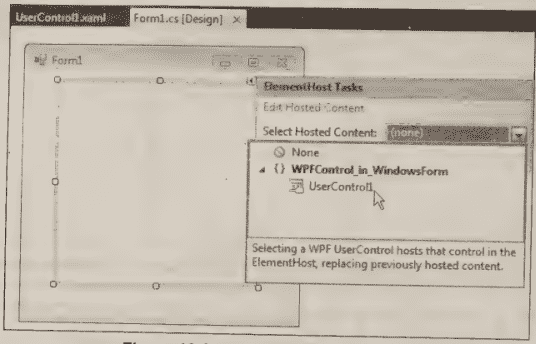 UserControl1.xaml
Form1.cs [Design] ×
Form1
ElementHost Tasks
Edit Hosted Content
Select Hosted Content: (none)
None
{ } WPFControl_in_WindowsForm
UserControl1
Selecting a WPF UserControl hosts that control in the
ElementHost, replacing previously hosted content.